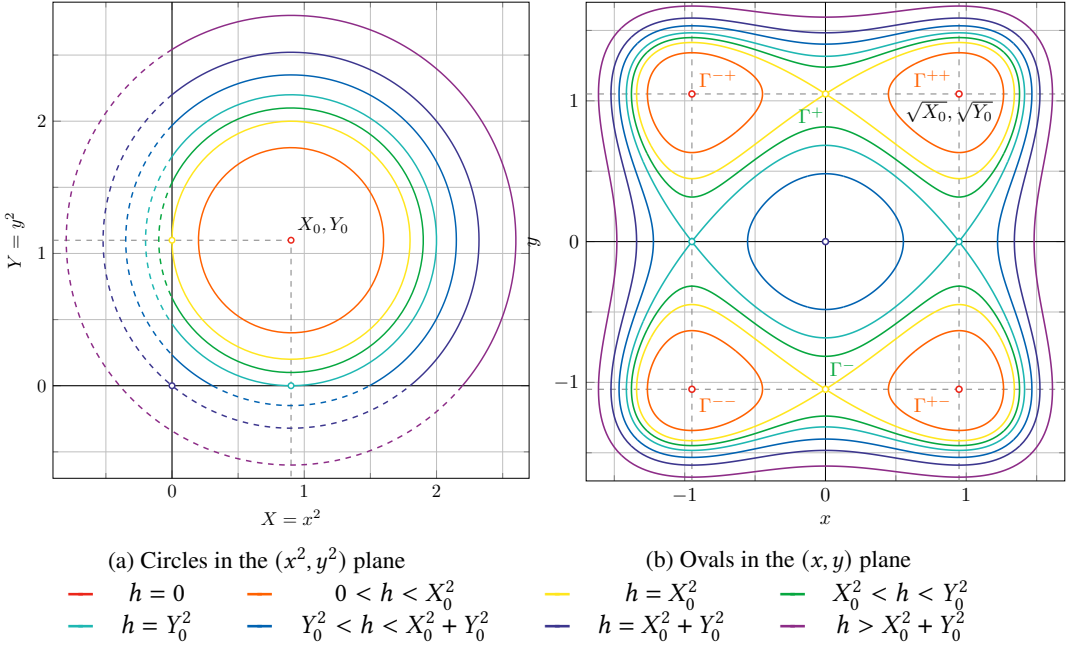 2
1
0
0
1
2
X₀, Y₀
Y = y²
X = x²
1
0
−1
−1
0
1
Γ⁻⁺
Γ⁺⁺
√X₀, √Y₀
Γ⁺
Γ⁻
Γ⁻⁻
Γ⁺⁻
y
x
(a) Circles in the (x², y²) plane
(b) Ovals in the (x, y) plane
h = 0
0 < h < X₀²
h = X₀²
X₀² < h < Y₀²
h = Y₀²
Y₀² < h < X₀² + Y₀²
h = X₀² + Y₀²
h > X₀² + Y₀²